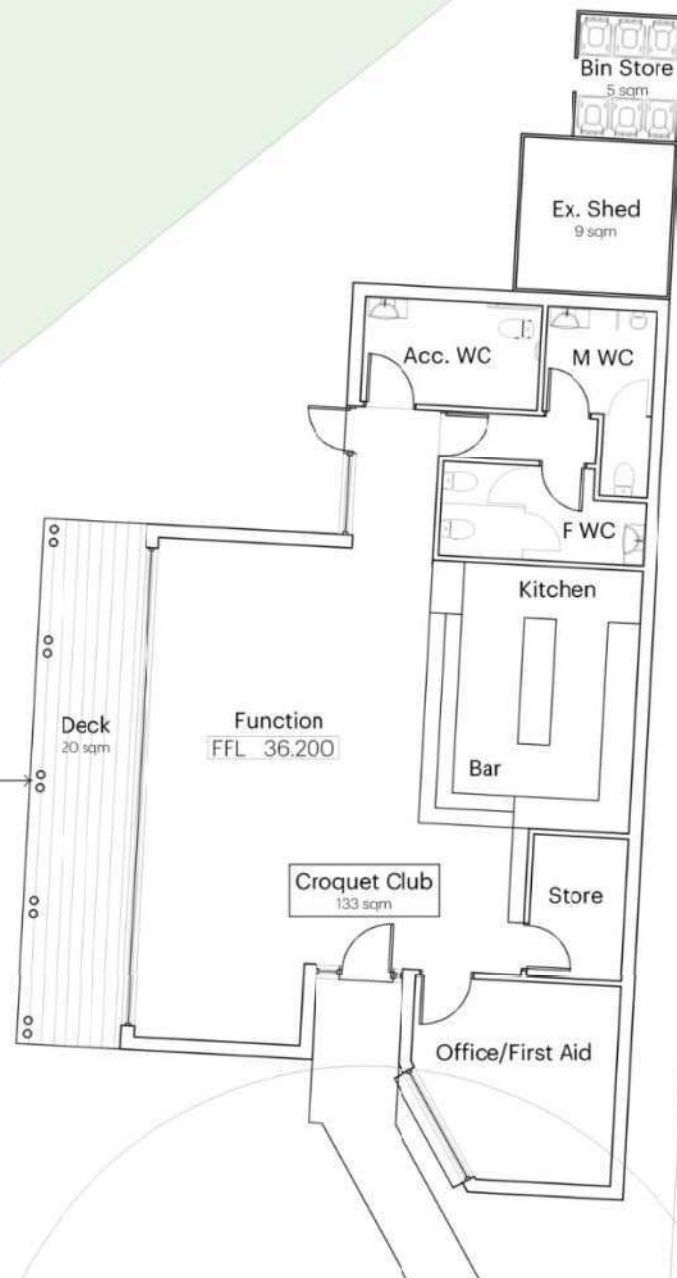 Bin Store
5 sqm
Ex. Shed
9 sqm
Acc. WC
M WC
F WC
Kitchen
Deck
20 sqm
Function
FFL 36.200
Bar
Croquet Club
133 sqm
Store
Office/First Aid